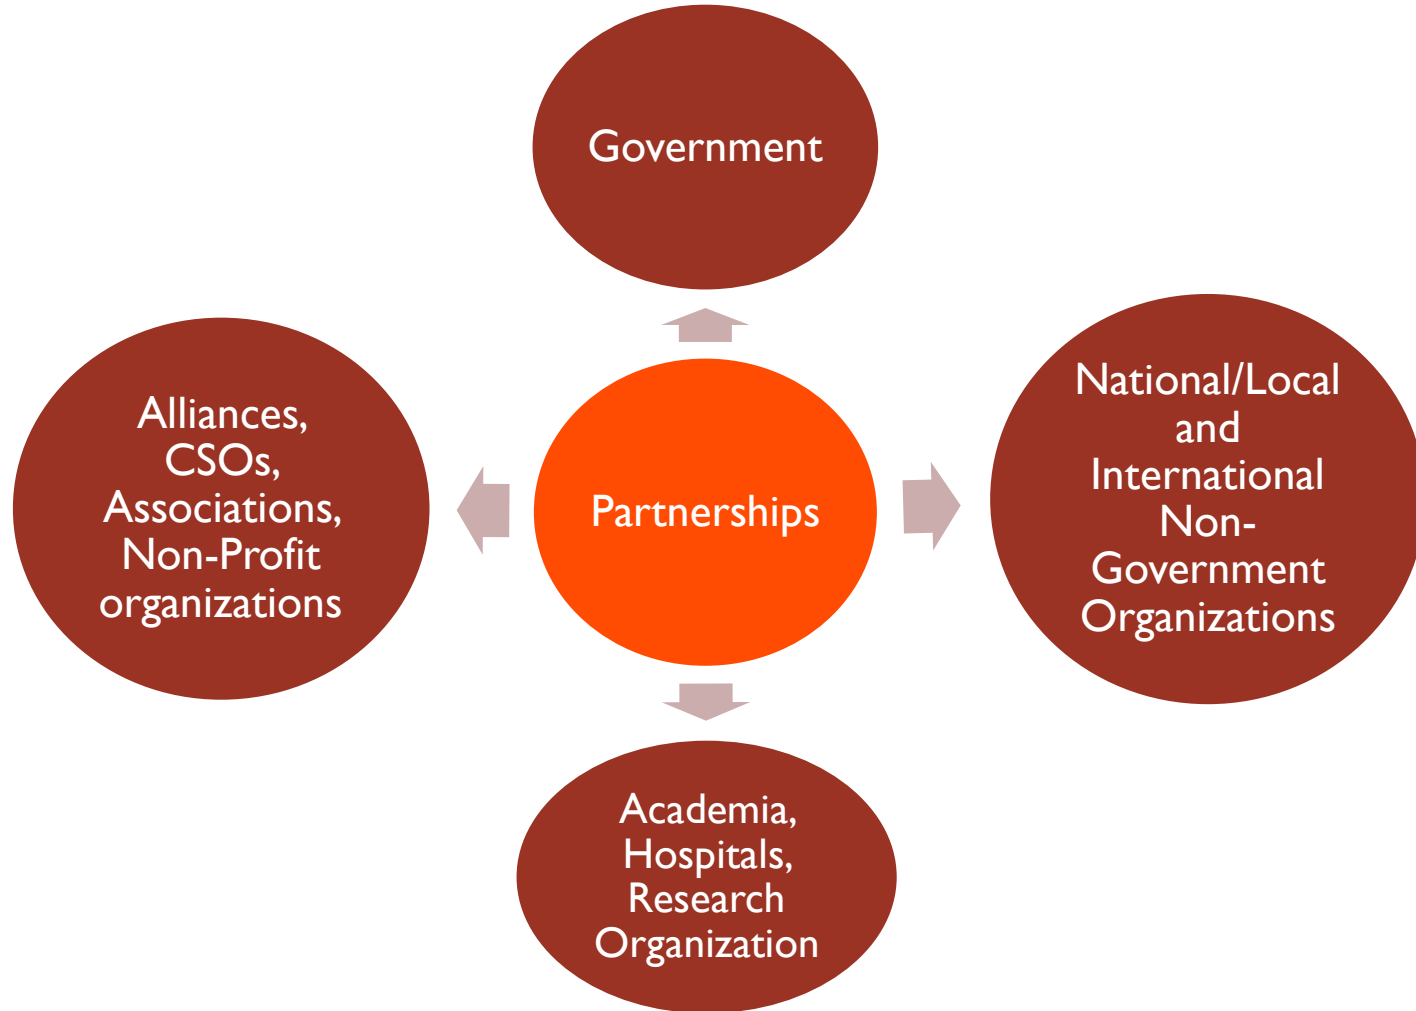 Government
Alliances,
CSOs,
Associations,
Non-Profit
organizations
Partnerships
National/Local
and
International
Non-
Government
Organizations
Academia,
Hospitals,
Research
Organization